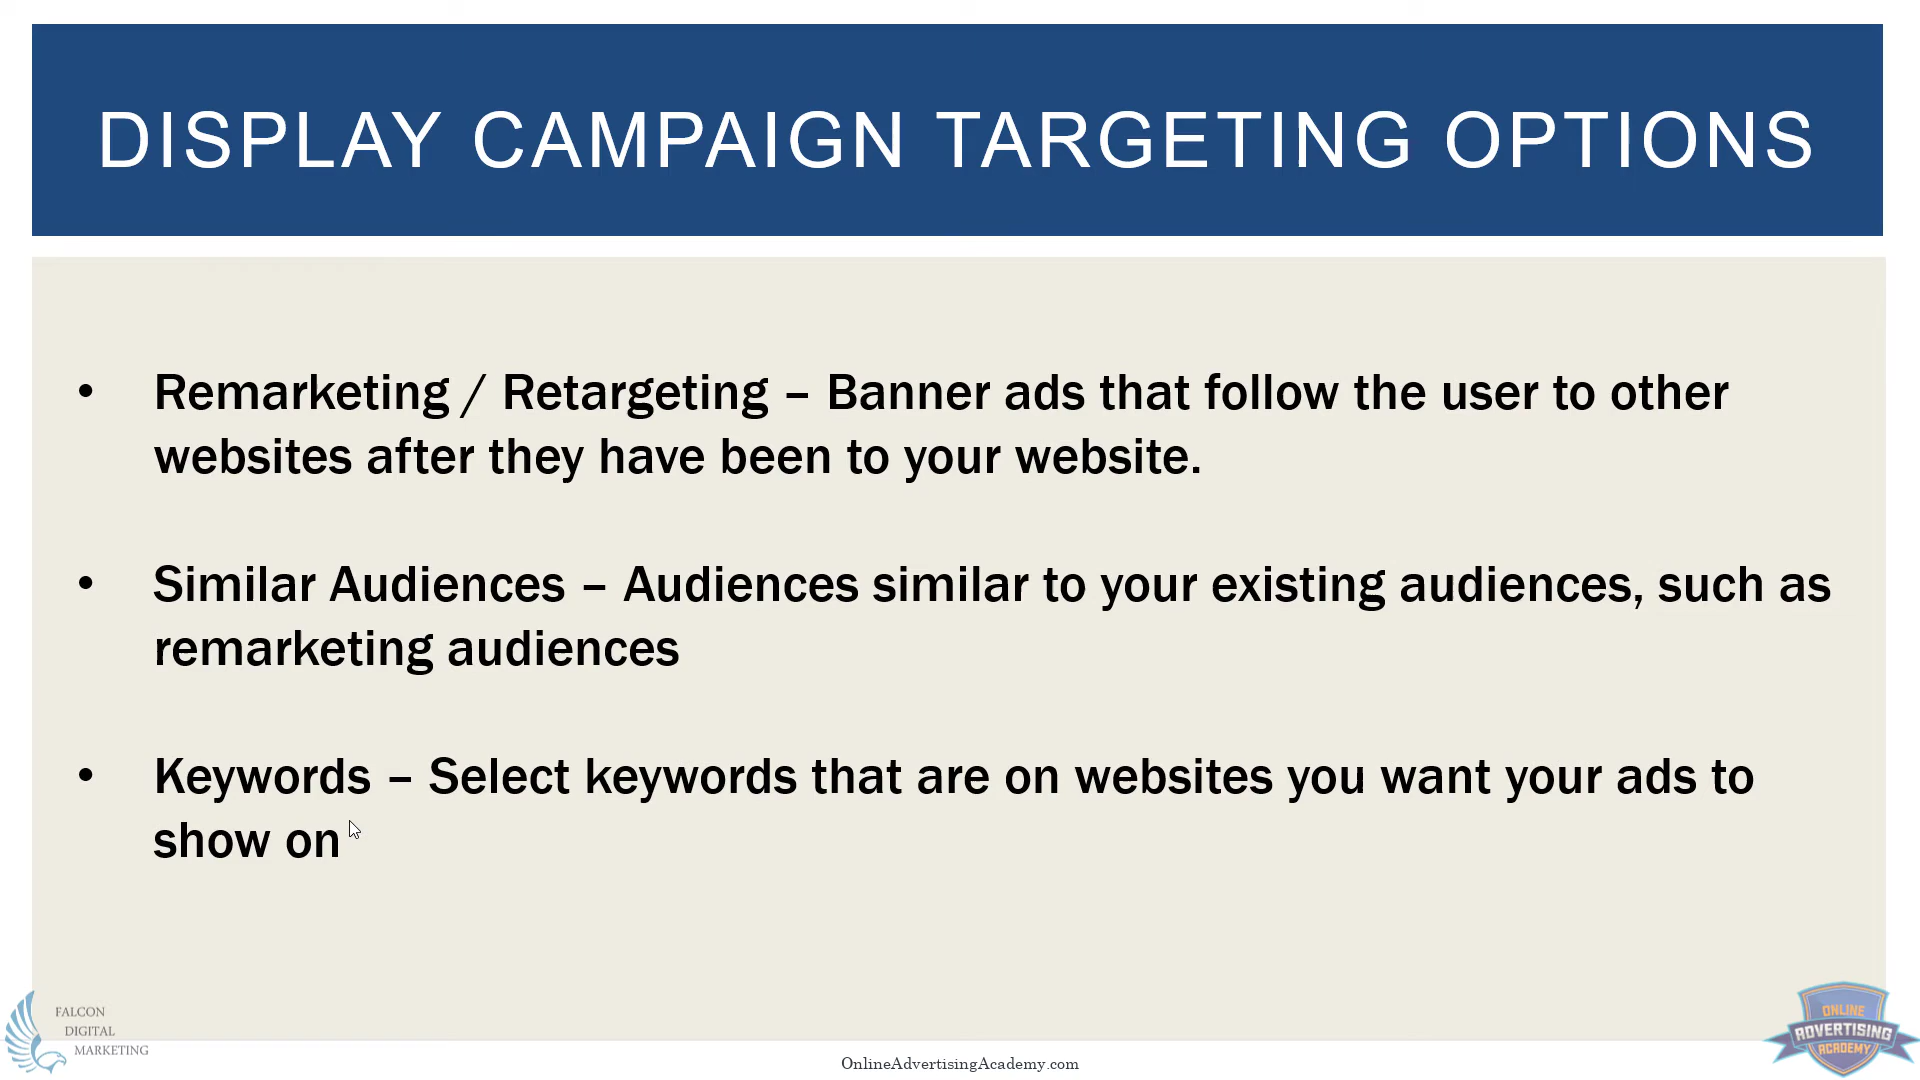 DISPLAY CAMPAIGN TARGETING OPTIONS
• Remarketing / Retargeting – Banner ads that follow the user to other
websites after they have been to your website.
• Similar Audiences – Audiences similar to your existing audiences, such as
remarketing audiences
• Keywords – Select keywords that are on websites you want your ads to
show on
FALCON
DIGITAL
MARKETING
OnlineAdvertisingAcademy.com
ONLINE
ADVERTISING
ACADEMY